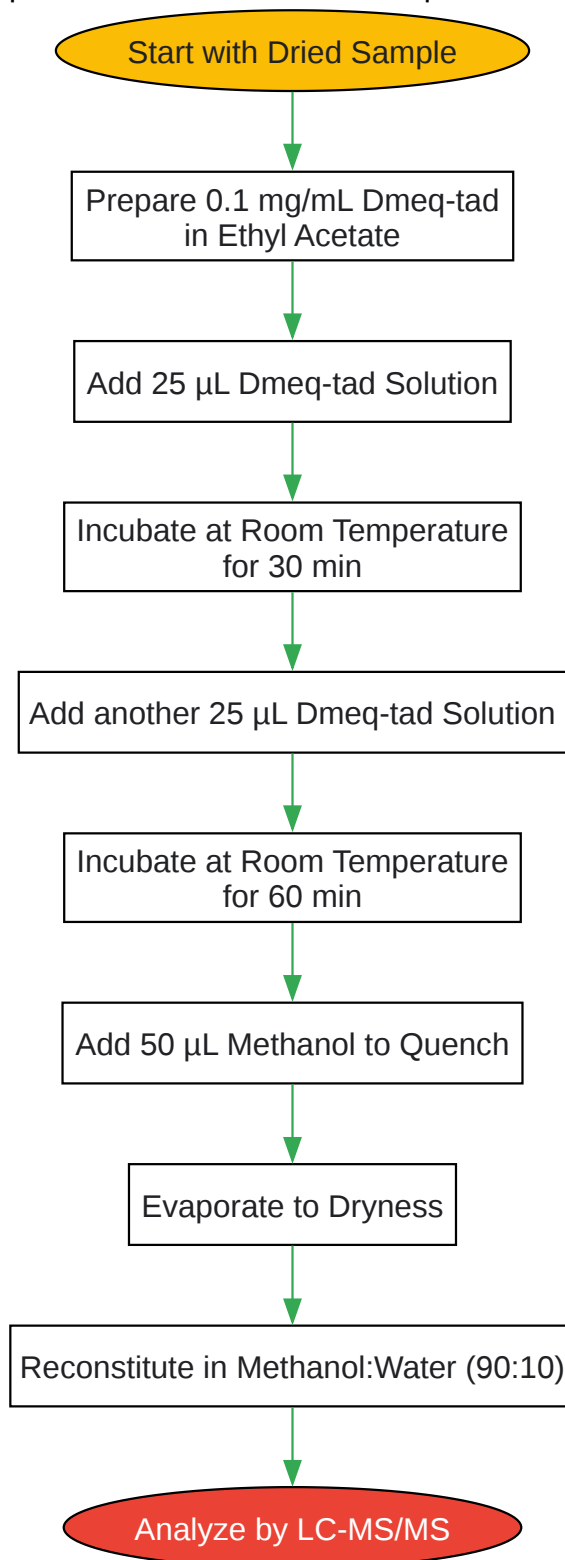 Start with Dried Sample
Prepare 0.1 mg/mL Dmeq-tad
in Ethyl Acetate
Add 25 µL Dmeq-tad Solution
Incubate at Room Temperature
for 30 min
Add another 25 µL Dmeq-tad Solution
Incubate at Room Temperature
for 60 min
Add 50 µL Methanol to Quench
Evaporate to Dryness
Reconstitute in Methanol:Water (90:10)
Analyze by LC-MS/MS